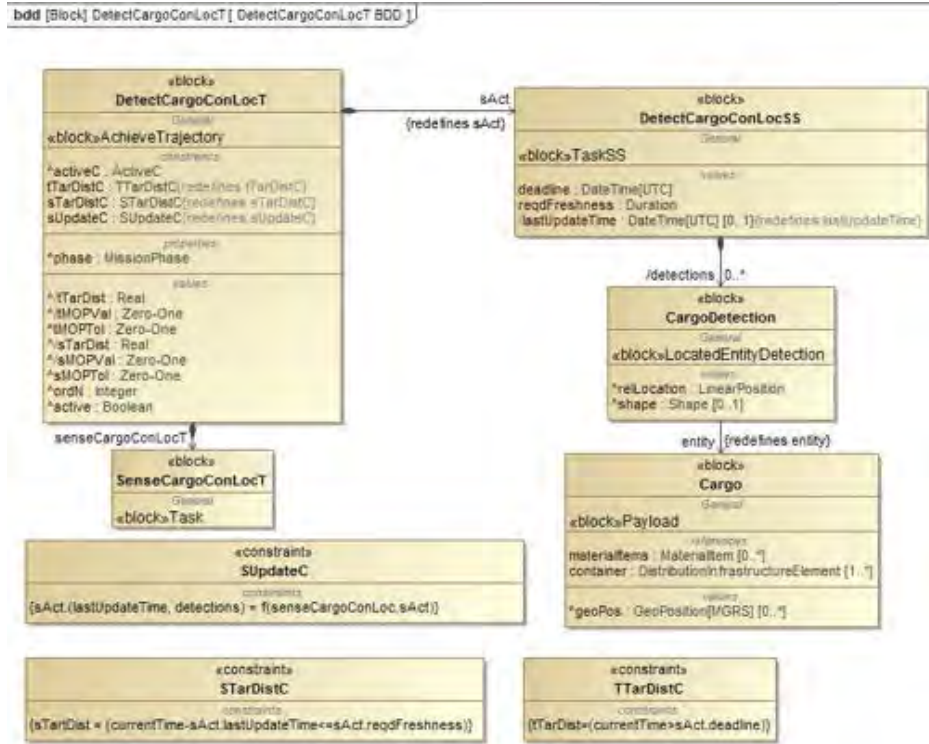 bdd [Block] DetectCargoConLocT [ DetectCargoConLocT BDD ]
«block»
DetectCargoConLocT
General
«block»AchieveTrajectory
constraints
^activeC : ActiveC
tTarDistC : TTarDistC{redefines tTarDistC}
sTarDistC : STarDistC{redefines sTarDistC}
sUpdateC : SUpdateC{redefines sUpdateC}
properties
^phase : MissionPhase
values
^/tTarDist : Real
^/tMOPVal : Zero-One
^tMOPTol : Zero-One
^/sTarDist : Real
^/sMOPVal : Zero-One
^sMOPTol : Zero-One
^ordN : Integer
^active : Boolean
sAct
{redefines sAct}
«block»
DetectCargoConLocSS
General
«block»TaskSS
values
deadline : DateTime[UTC]
reqdFreshness : Duration
lastUpdateTime : DateTime[UTC] [0..1]{redefines lastUpdateTime}
/detections 0..*
«block»
CargoDetection
General
«block»LocatedEntityDetection
values
^relLocation : LinearPosition
^shape : Shape [0..1]
senseCargoConLocT
«block»
SenseCargoConLocT
General
«block»Task
entity {redefines entity}
«block»
Cargo
General
«block»Payload
references
materialItems : MaterialItem [0..*]
container : DistributionInfrastructureElement [1..*]
values
^geoPos : GeoPosition[MGRS] [0..*]
«constraint»
SUpdateC
constraints
{sAct.(lastUpdateTime, detections) = f(senseCargoConLoc.sAct)}
«constraint»
STarDistC
constraints
{sTartDist = (currentTime-sAct.lastUpdateTime<=sAct.reqdFreshness)}
«constraint»
TTarDistC
constraints
{tTarDist=(currentTime>sAct.deadline)}